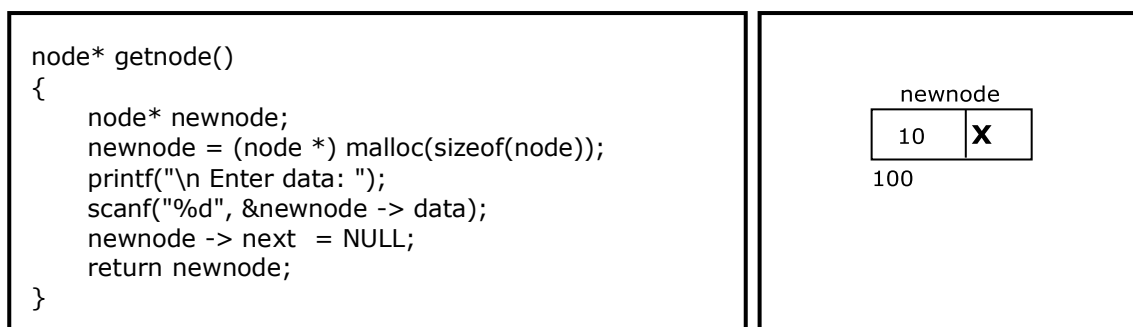 node* getnode()
{
node* newnode;
newnode = (node *) malloc(sizeof(node));
printf("\n Enter data: ");
scanf("%d", &newnode -> data);
newnode -> next  = NULL;
return newnode;
}
newnode
10 X
100